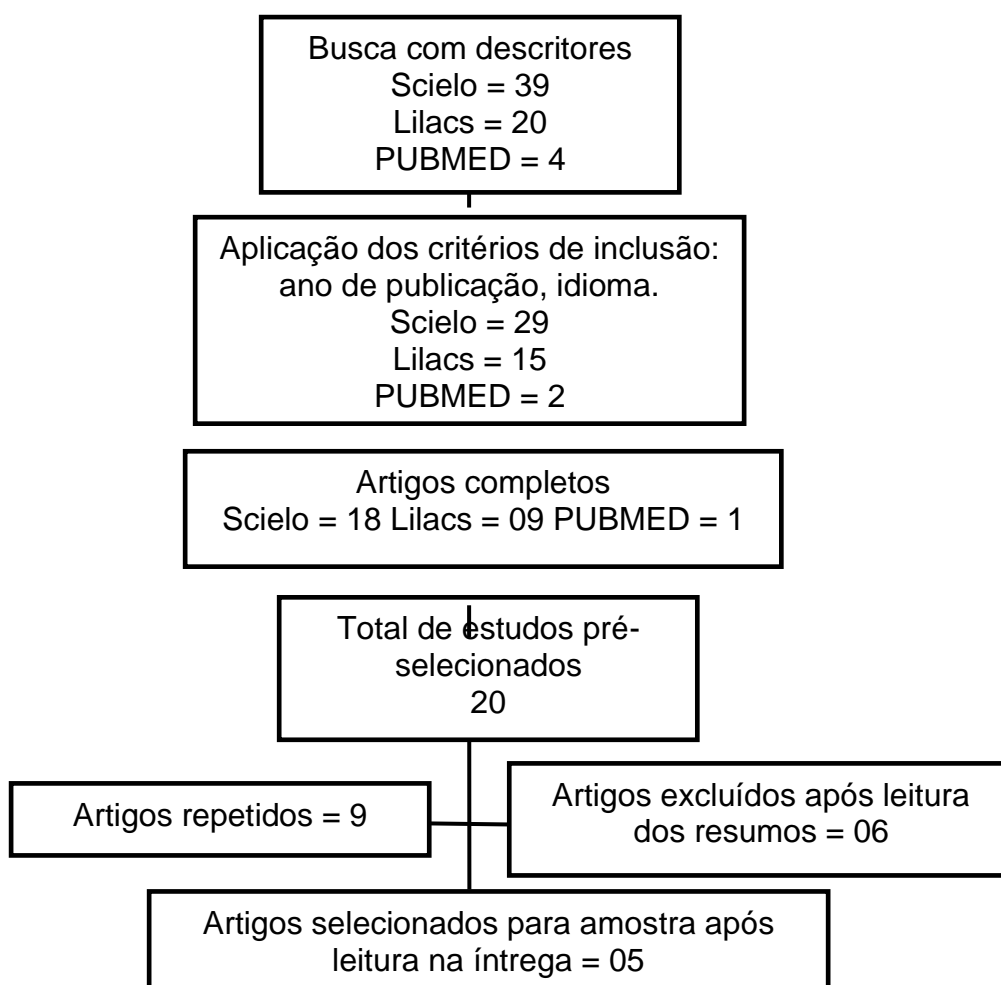 Busca com descritores
Scielo = 39
Lilacs = 20
PUBMED = 4
Aplicação dos critérios de inclusão:
ano de publicação, idioma.
Scielo = 29
Lilacs = 15
PUBMED = 2
Artigos completos
Scielo = 18 Lilacs = 09 PUBMED = 1
Total de estudos pré-
selecionados
20
Artigos repetidos = 9
Artigos excluídos após leitura
dos resumos = 06
Artigos selecionados para amostra após
leitura na íntrega = 05